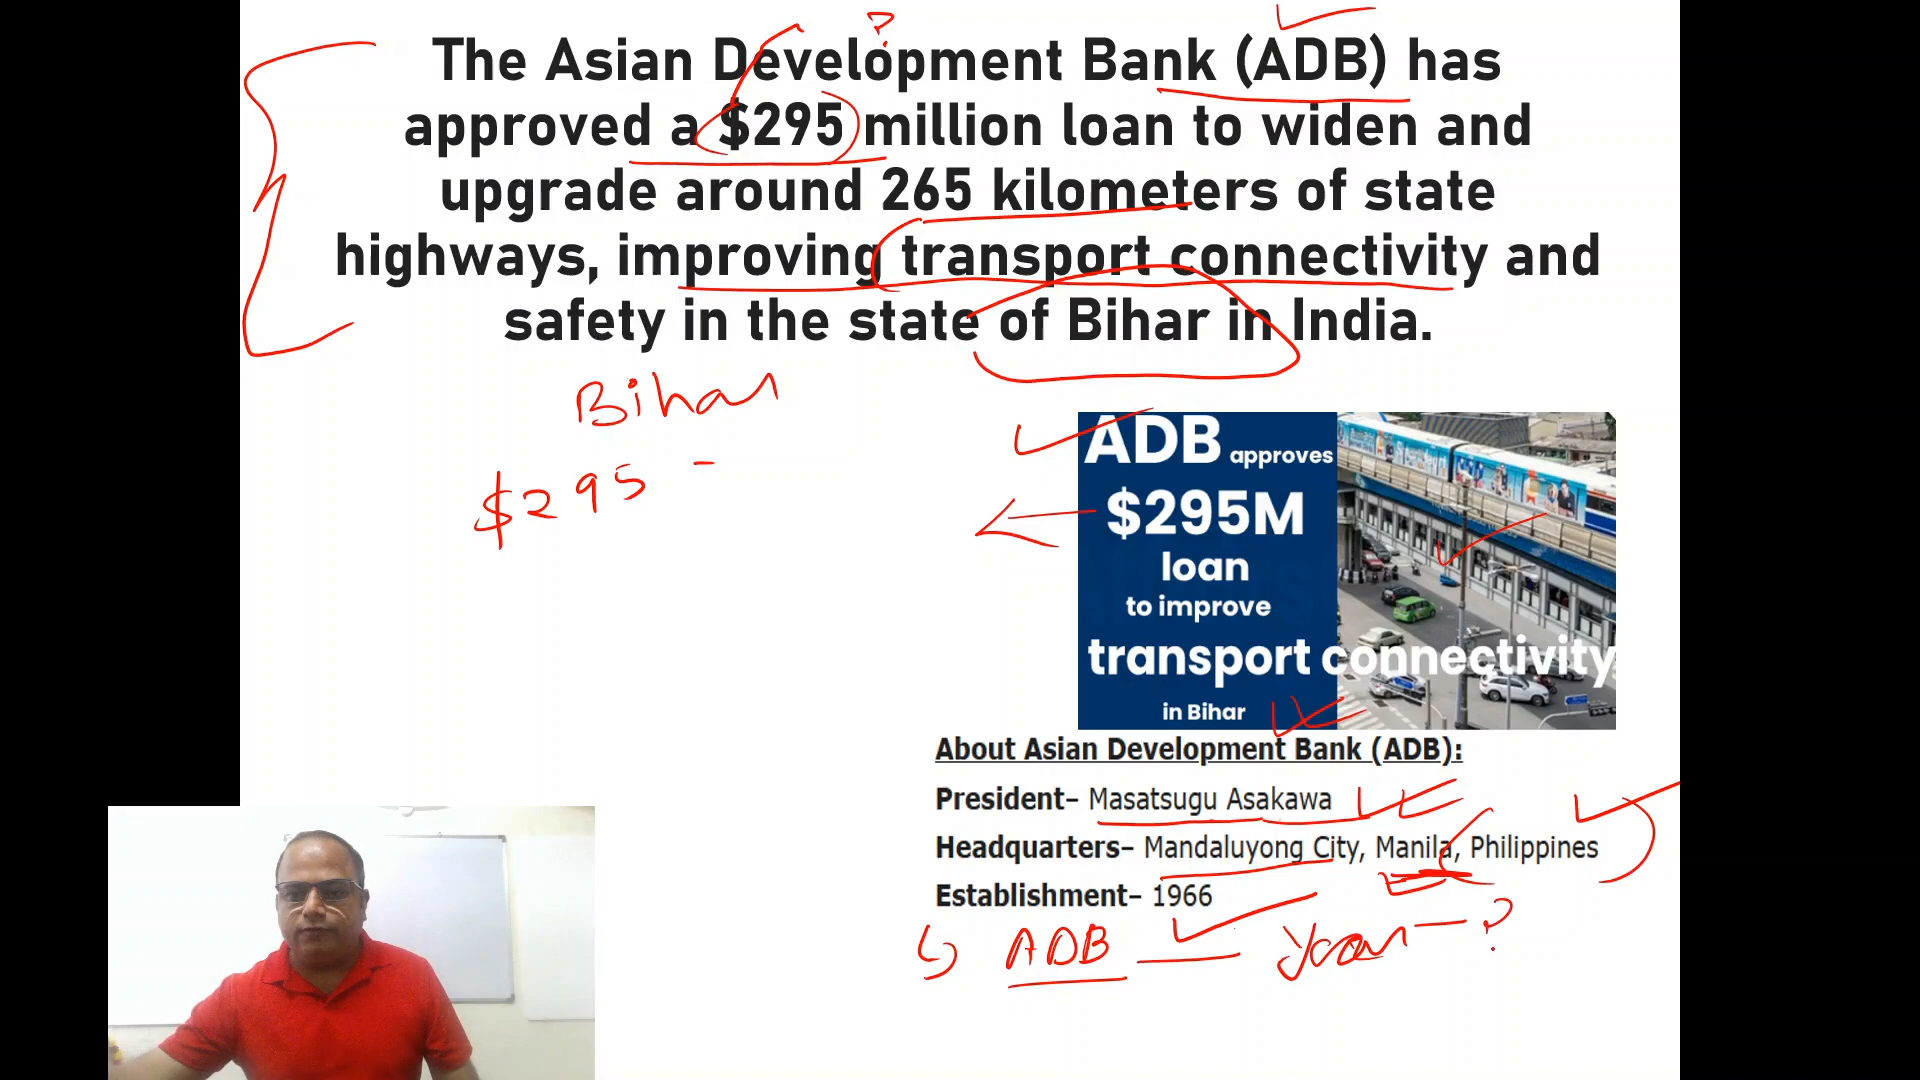 ?
The Asian Development Bank (ADB) has
approved a $295 million loan to widen and
upgrade around 265 kilometers of state
highways, improving transport connectivity and
safety in the state of Bihar in India.
Bihar
$295 -
ADB approves
$295M
loan
to improve
transport connectivity
in Bihar
About Asian Development Bank (ADB):
President– Masatsugu Asakawa
Headquarters– Mandaluyong City, Manila, Philippines
Establishment– 1966
ADB — Year — ?